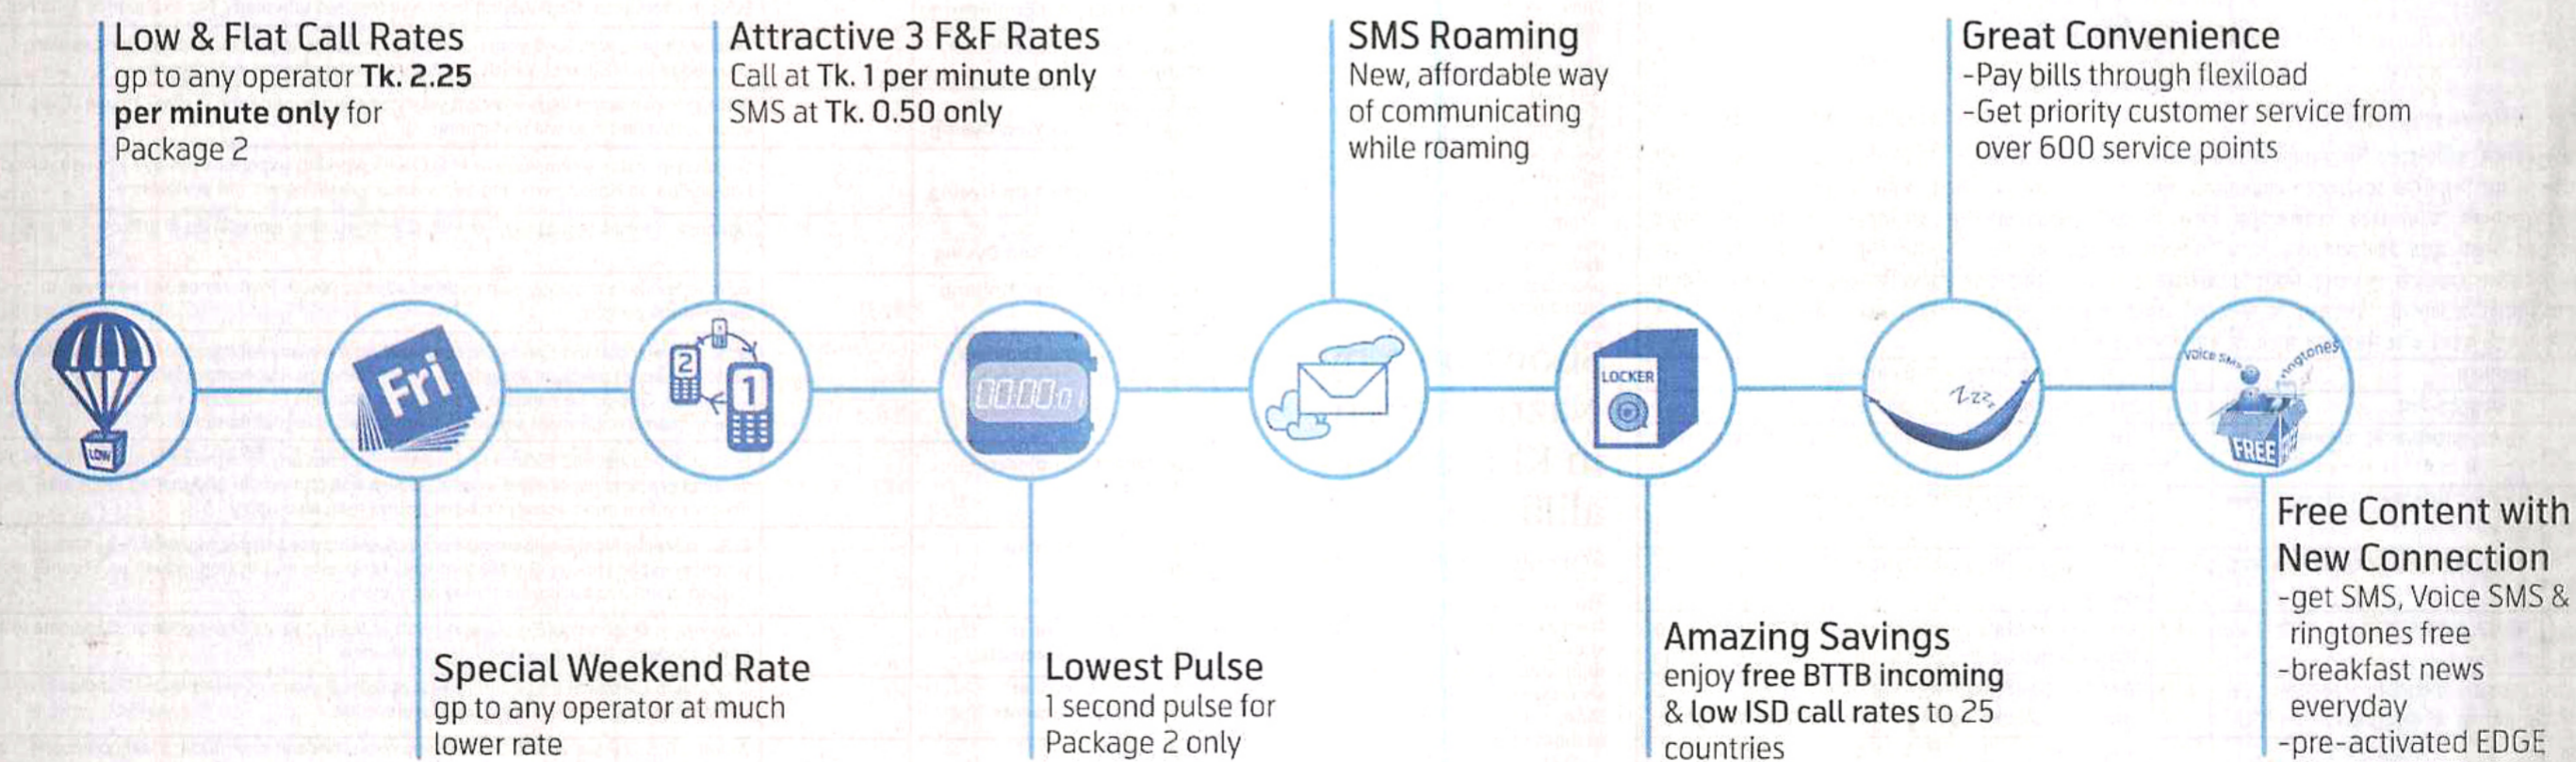 Low & Flat Call Rates
gp to any operator Tk. 2.25
per minute only for
Package 2
Attractive 3 F&F Rates
Call at Tk. 1 per minute only
SMS at Tk. 0.50 only
SMS Roaming
New, affordable way
of communicating
while roaming
Great Convenience
-Pay bills through flexiload
-Get priority customer service from
over 600 service points
LOW
Fri
2
1
00:00:01
LOCKER
Zzz
Voice SMS
ringtones
FREE
Special Weekend Rate
gp to any operator at much
lower rate
Lowest Pulse
1 second pulse for
Package 2 only
Amazing Savings
enjoy free BTTB incoming
& low ISD call rates to 25
countries
Free Content with
New Connection
-get SMS, Voice SMS &
ringtones free
-breakfast news
everyday
-pre-activated EDGE